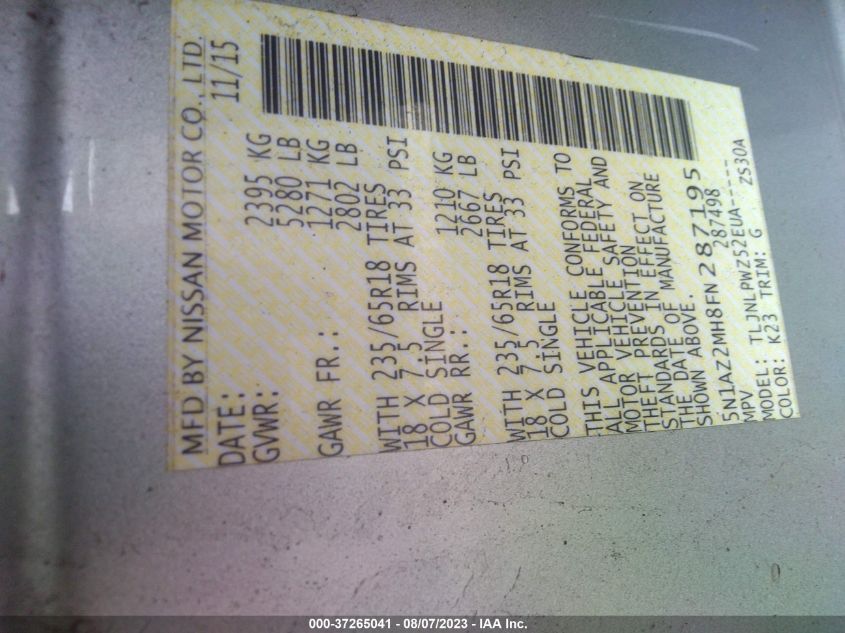 MFD BY NISSAN MOTOR CO., LTD.
DATE: 11/15
GVWR: 2395 KG
5280 LB
GAWR FR.: 1271 KG
2802 LB
WITH 235/65R18 TIRES
18 X 7.5 RIMS AT 33 PSI
COLD SINGLE
GAWR RR.: 1210 KG
2667 LB
WITH 235/65R18 TIRES
18 X 7.5 RIMS AT 33 PSI
COLD SINGLE
THIS VEHICLE CONFORMS TO
ALL APPLICABLE FEDERAL
MOTOR VEHICLE SAFETY AND
THEFT PREVENTION
STANDARDS IN EFFECT ON
THE DATE OF MANUFACTURE
SHOWN ABOVE.
5N1AZ2MH8FN287195
MPV 287498
MODEL: TLJNLPWZ52EUA-----
COLOR: K23 TRIM: G ZS30A
000-37265041 - 08/07/2023 - IAA Inc.